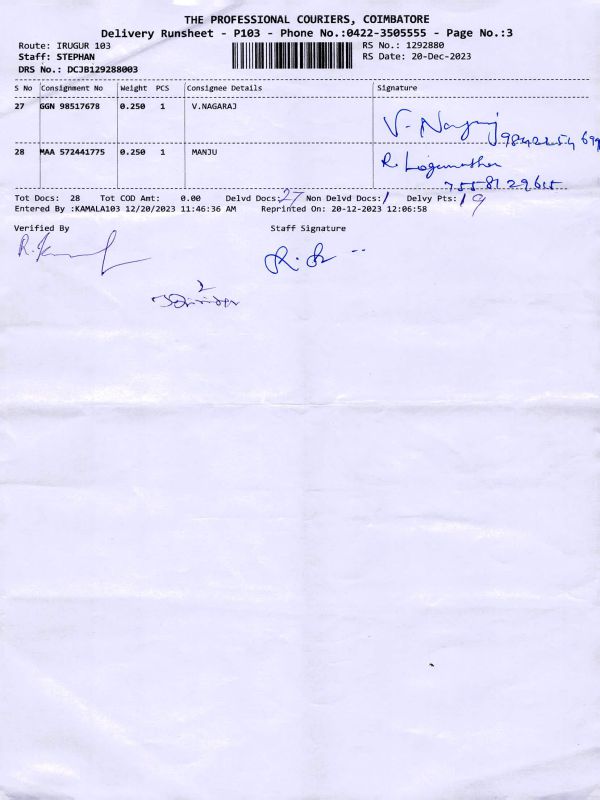 THE PROFESSIONAL COURIERS, COIMBATORE
Delivery Runsheet - P103 - Phone No.:0422-3505555 - Page No.:3
Route: IRUGUR 103 RS No.: 1292880
Staff: STEPHAN RS Date: 20-Dec-2023
DRS No.: DCJB129288003
S No Consignment No Weight PCS Consignee Details Signature
27 GGN 98517678 0.250 1 V.NAGARAJ V. Nagaraj
28 MAA 572441775 0.250 1 MANJU R. Logamathan
7558129615
Tot Docs: 28 Tot COD Amt: 0.00 Delvd Docs: 27 Non Delvd Docs: 1 Delvy Pts: 19
Entered By :KAMALA103 12/20/2023 11:46:36 AM Reprinted On: 20-12-2023 12:06:58
Verified By Staff Signature